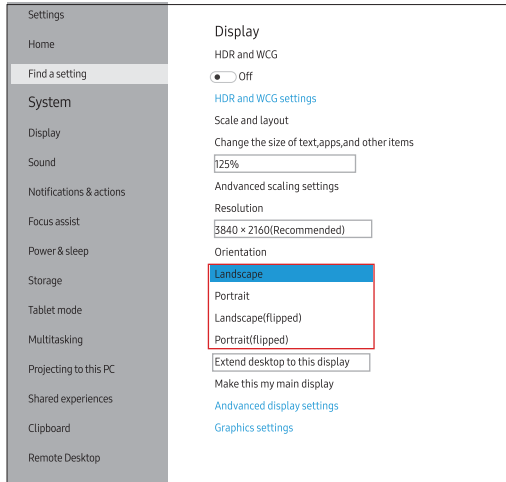 Settings
Home
Find a setting
System
Display
Sound
Notifications & actions
Focus assist
Power & sleep
Storage
Tablet mode
Multitasking
Projecting to this PC
Shared experiences
Clipboard
Remote Desktop
Display
HDR and WCG
Off
HDR and WCG settings
Scale and layout
Change the size of text,apps,and other items
125%
Andvanced scaling settings
Resolution
3840 × 2160(Recommended)
Orientation
Landscape
Portrait
Landscape(flipped)
Portrait(flipped)
Extend desktop to this display
Make this my main display
Andvanced display settings
Graphics settings